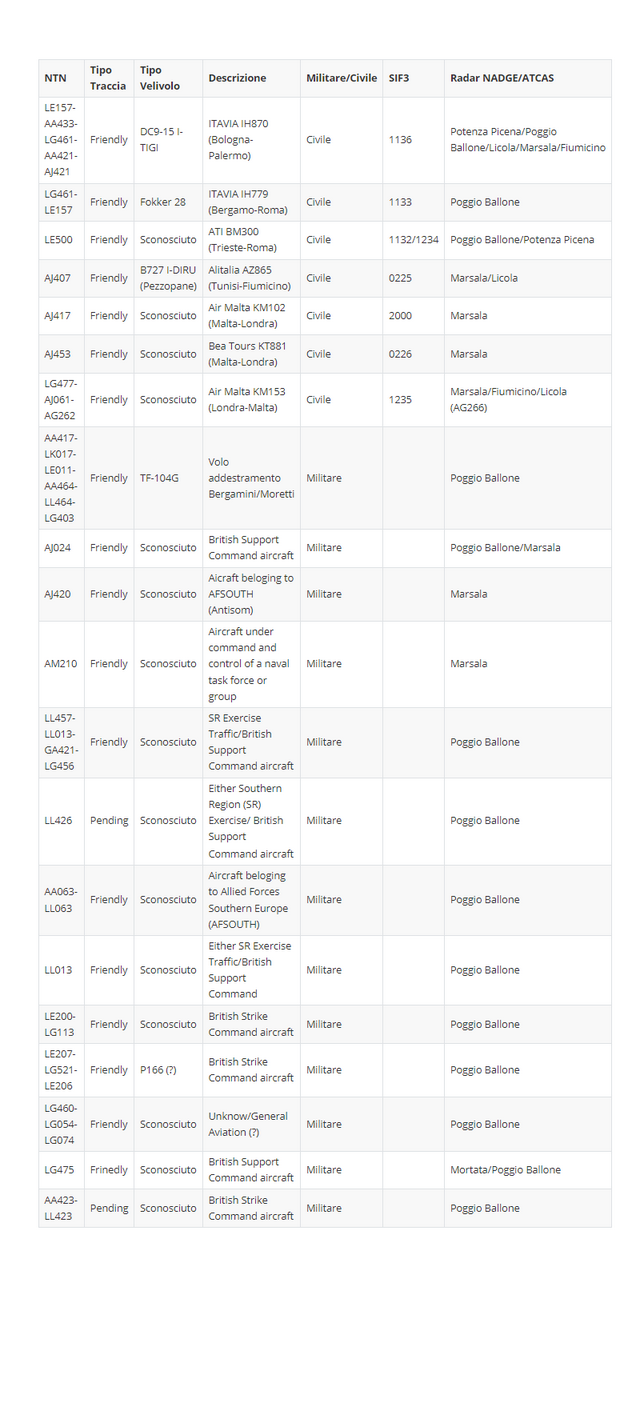 NTN Tipo Traccia Tipo Velivolo Descrizione Militare/Civile SIF3 Radar NADGE/ATCAS
LE157-AA433-LG461-AA421-AJ421 Friendly DC9-15 I-TIGI ITAVIA IH870 (Bologna-Palermo) Civile 1136 Potenza Picena/Poggio Ballone/Licola/Marsala/Fiumicino
LG461-LE157 Friendly Fokker 28 ITAVIA IH779 (Bergamo-Roma) Civile 1133 Poggio Ballone
LE500 Friendly Sconosciuto ATI BM300 (Trieste-Roma) Civile 1132/1234 Poggio Ballone/Potenza Picena
AJ407 Friendly B727 I-DIRU (Pezzopane) Alitalia AZ865 (Tunisi-Fiumicino) Civile 0225 Marsala/Licola
AJ417 Friendly Sconosciuto Air Malta KM102 (Malta-Londra) Civile 2000 Marsala
AJ453 Friendly Sconosciuto Bea Tours KT881 (Malta-Londra) Civile 0226 Marsala
LG477-AJ061-AG262 Friendly Sconosciuto Air Malta KM153 (Londra-Malta) Civile 1235 Marsala/Fiumicino/Licola (AG266)
AA417-LK017-LE011-AA464-LL464-LG403 Friendly TF-104G Volo addestramento Bergamini/Moretti Militare Poggio Ballone
AJ024 Friendly Sconosciuto British Support Command aircraft Militare Poggio Ballone/Marsala
AJ420 Friendly Sconosciuto Aicraft beloging to AFSOUTH (Antisom) Militare Marsala
AM210 Friendly Sconosciuto Aircraft under command and control of a naval task force or group Militare Marsala
LL457-LL013-GA421-LG456 Friendly Sconosciuto SR Exercise Traffic/British Support Command aircraft Militare Poggio Ballone
LL426 Pending Sconosciuto Either Southern Region (SR) Exercise/ British Support Command aircraft Militare Poggio Ballone
AA063-LL063 Friendly Sconosciuto Aircraft beloging to Allied Forces Southern Europe (AFSOUTH) Militare Poggio Ballone
LL013 Friendly Sconosciuto Either SR Exercise Traffic/British Support Command Militare Poggio Ballone
LE200-LG113 Friendly Sconosciuto British Strike Command aircraft Militare Poggio Ballone
LE207-LG521-LE206 Friendly P166 (?) British Strike Command aircraft Militare Poggio Ballone
LG460-LG054-LG074 Friendly Sconosciuto Unknow/General Aviation (?) Militare Poggio Ballone
LG475 Frinedly Sconosciuto British Support Command aircraft Militare Mortata/Poggio Ballone
AA423-LL423 Pending Sconosciuto British Strike Command aircraft Militare Poggio Ballone